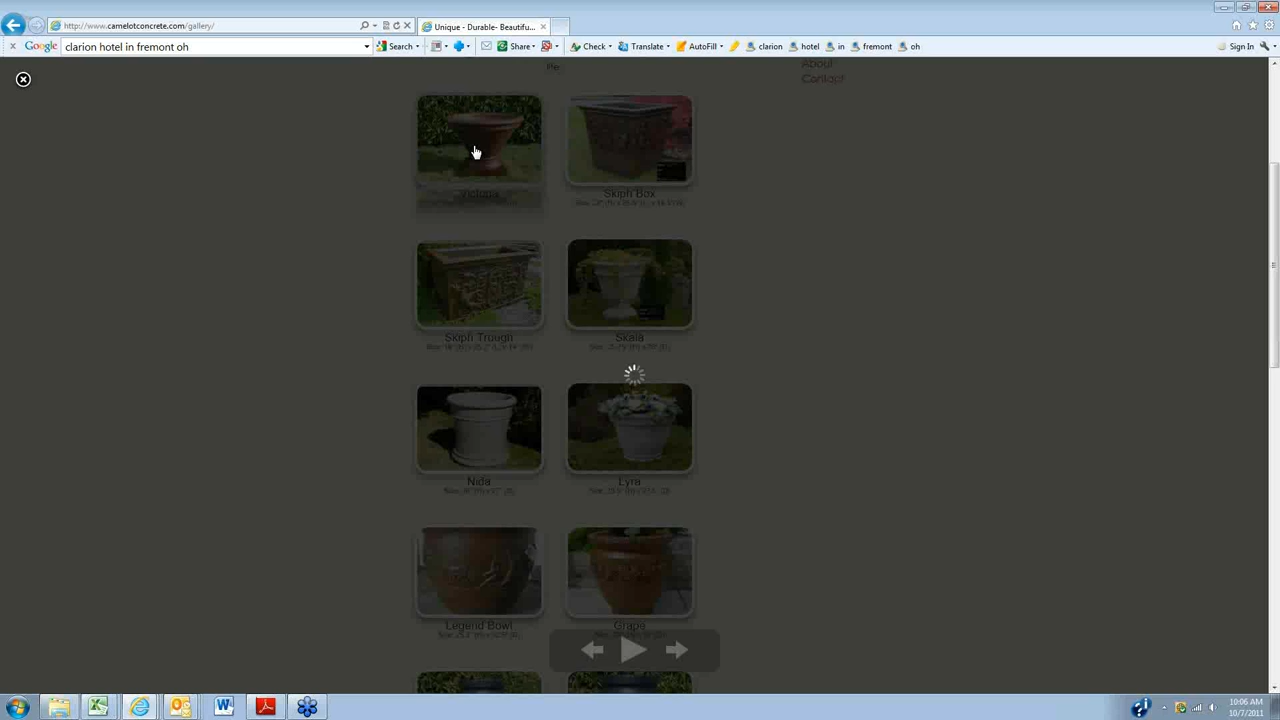 http://www.camelotconcrete.com/gallery/
Unique - Durable- Beautifu...
Google
clarion hotel in fremont oh
Search
Share
Check
Translate
AutoFill
clarion
hotel
in
fremont
oh
Sign In
About
Contact
Victoria
Skiph Box
Skiph Trough
Skala
Nida
Lyra
Legend Bowl
Grape
10:06 AM
10/7/2011